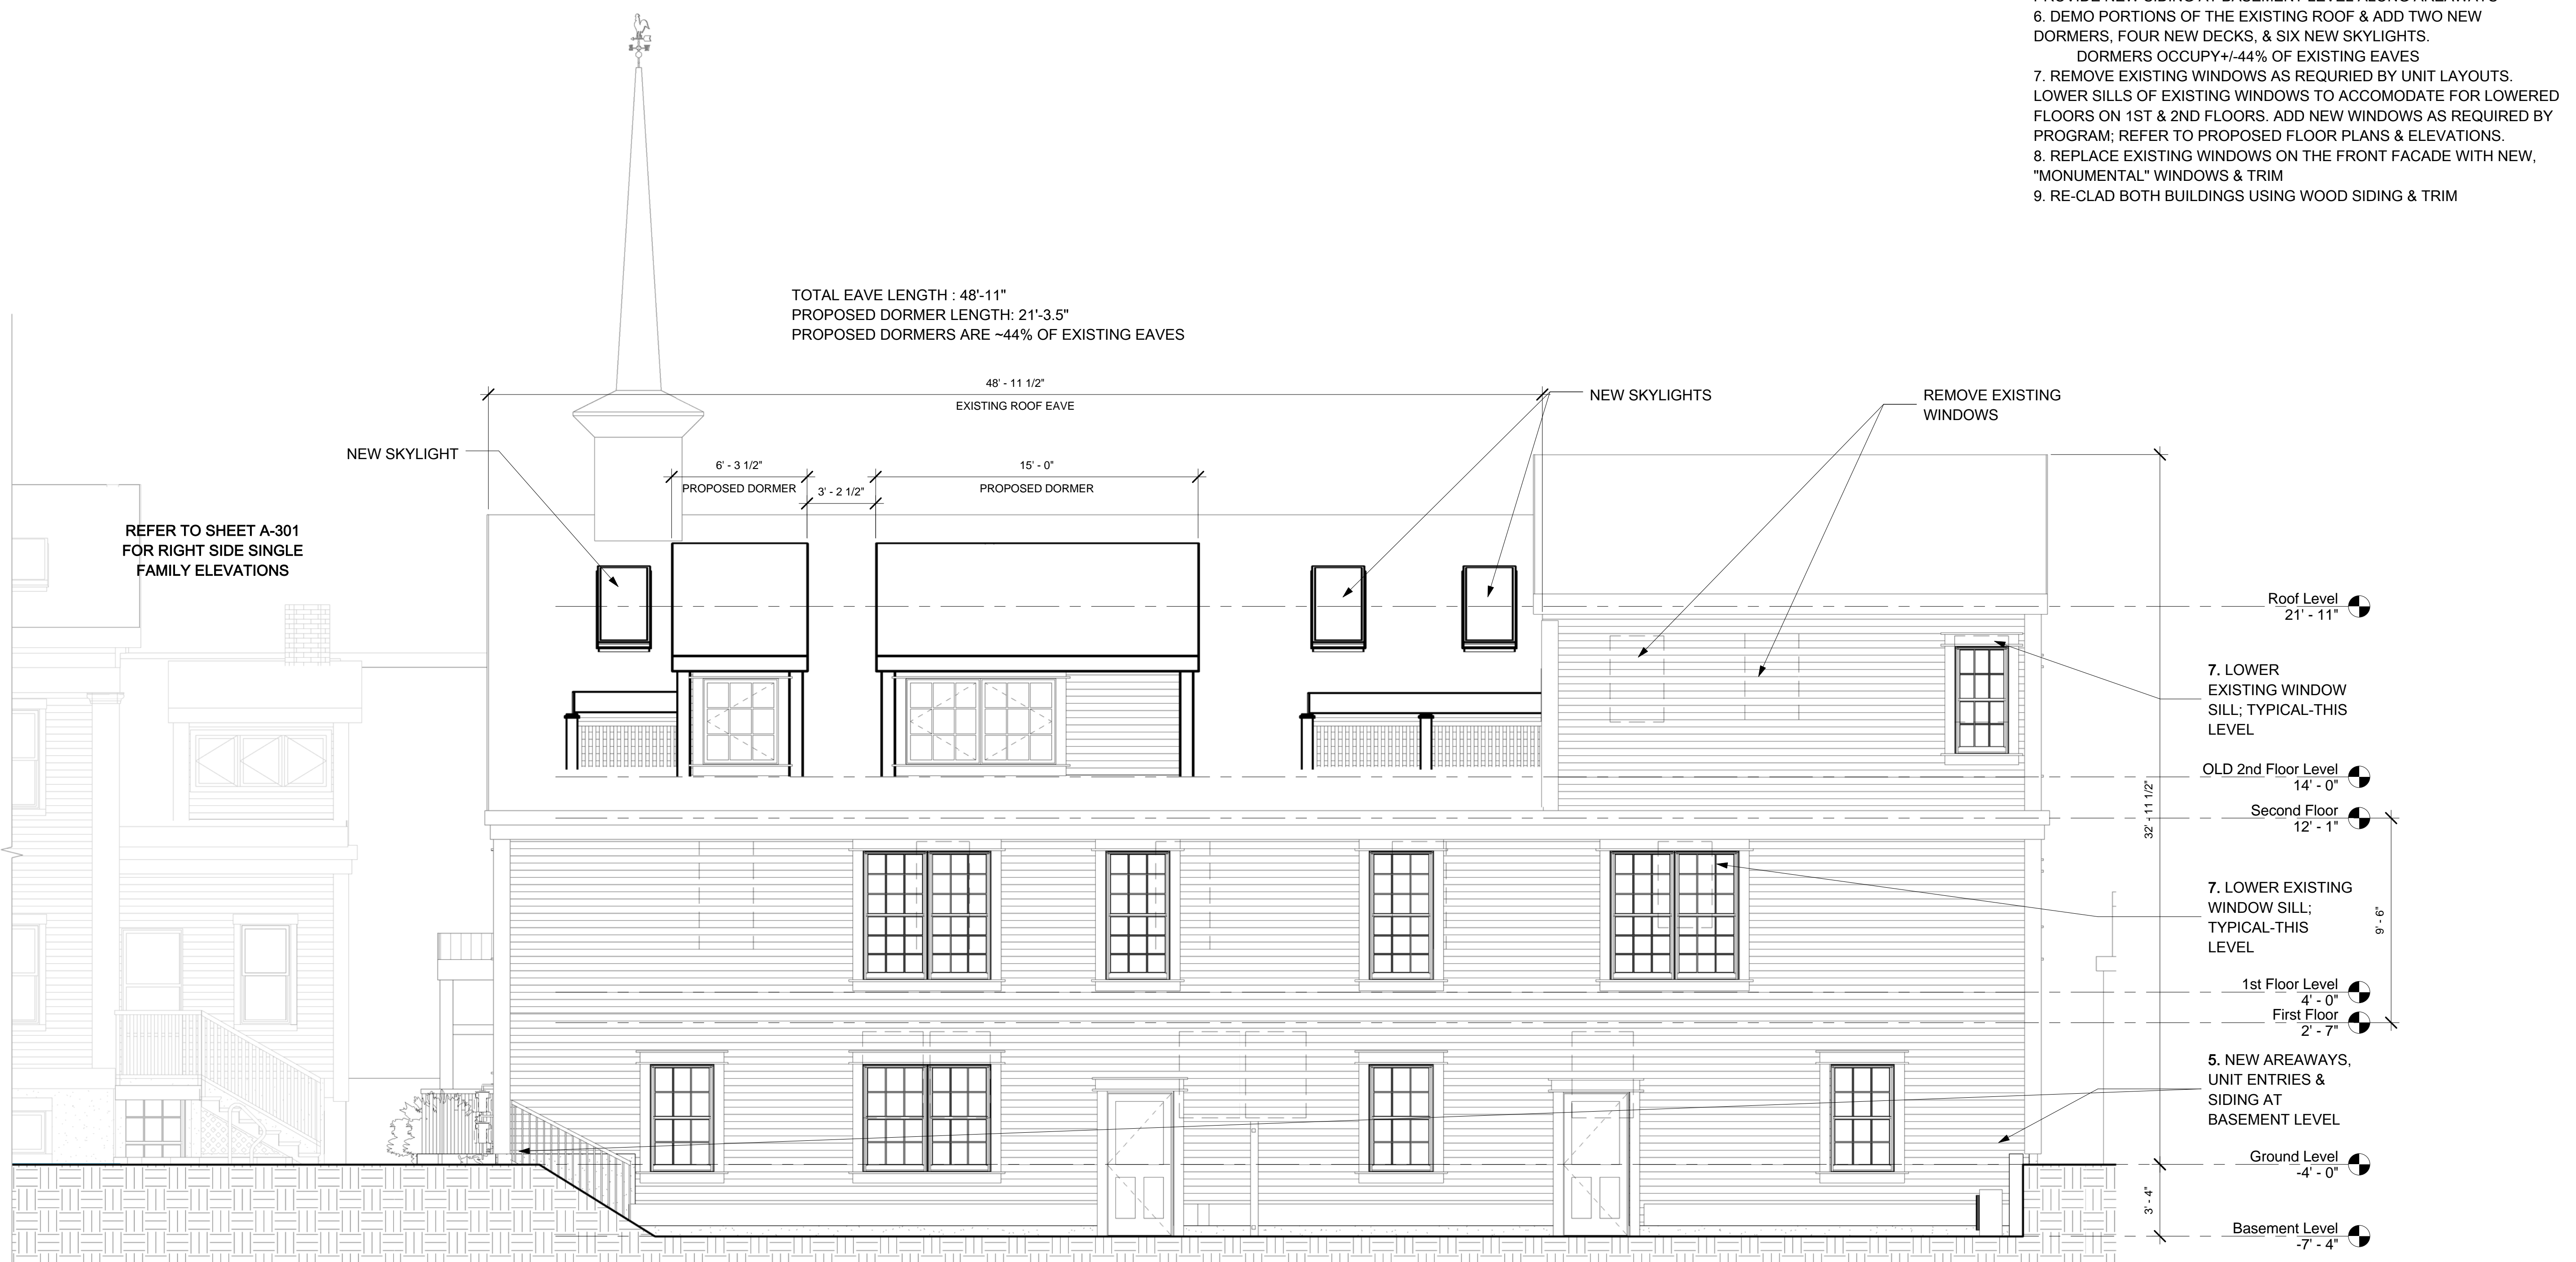 PROVIDE NEW SIDING AT BASEMENT LEVEL ALONG AREAWAYS
6. DEMO PORTIONS OF THE EXISTING ROOF & ADD TWO NEW
DORMERS, FOUR NEW DECKS, & SIX NEW SKYLIGHTS.
DORMERS OCCUPY+/-44% OF EXISTING EAVES
7. REMOVE EXISTING WINDOWS AS REQURIED BY UNIT LAYOUTS.
LOWER SILLS OF EXISTING WINDOWS TO ACCOMODATE FOR LOWERED
FLOORS ON 1ST & 2ND FLOORS. ADD NEW WINDOWS AS REQUIRED BY
PROGRAM; REFER TO PROPOSED FLOOR PLANS & ELEVATIONS.
8. REPLACE EXISTING WINDOWS ON THE FRONT FACADE WITH NEW,
"MONUMENTAL" WINDOWS & TRIM
9. RE-CLAD BOTH BUILDINGS USING WOOD SIDING & TRIM
TOTAL EAVE LENGTH : 48'-11"
PROPOSED DORMER LENGTH: 21'-3.5"
PROPOSED DORMERS ARE ~44% OF EXISTING EAVES
48' - 11 1/2"
EXISTING ROOF EAVE
NEW SKYLIGHTS
REMOVE EXISTING
WINDOWS
NEW SKYLIGHT
6' - 3 1/2"
PROPOSED DORMER
3' - 2 1/2"
15' - 0"
PROPOSED DORMER
REFER TO SHEET A-301
FOR RIGHT SIDE SINGLE
FAMILY ELEVATIONS
Roof Level
21' - 11"
7. LOWER
EXISTING WINDOW
SILL; TYPICAL-THIS
LEVEL
OLD 2nd Floor Level
14' - 0"
32' - 11 1/2"
Second Floor
12' - 1"
7. LOWER EXISTING
WINDOW SILL;
TYPICAL-THIS
LEVEL
9' - 6"
1st Floor Level
4' - 0"
First Floor
2' - 7"
5. NEW AREAWAYS,
UNIT ENTRIES &
SIDING AT
BASEMENT LEVEL
Ground Level
-4' - 0"
3' - 4"
Basement Level
-7' - 4"